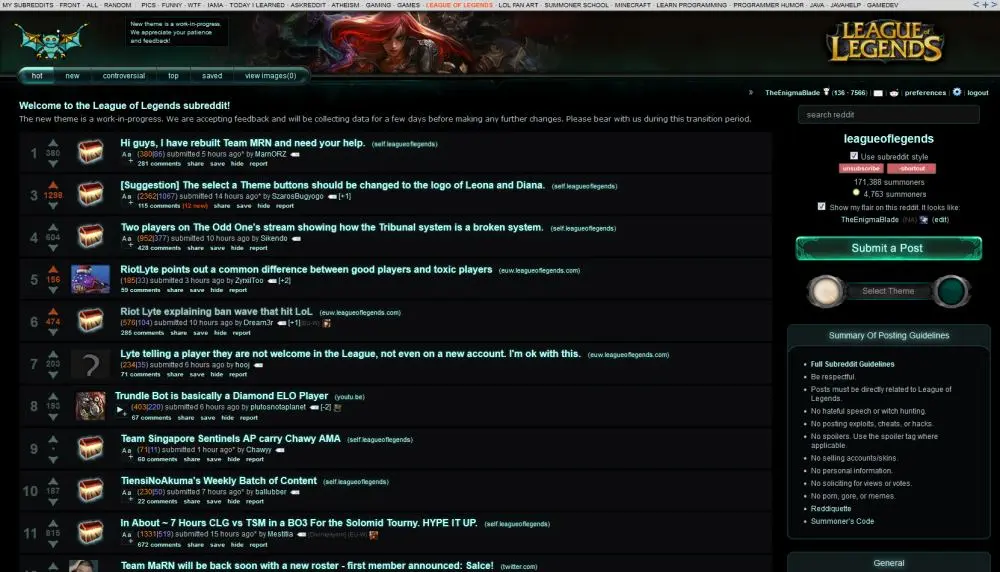 MY SUBREDDITS · FRONT · ALL · RANDOM | PICS · FUNNY · WTF · IAMA · TODAY I LEARNED · ASKREDDIT · ATHEISM · GAMING · GAMES · LEAGUE OF LEGENDS · LOL FAN ART · SUMMONER SCHOOL · MINECRAFT · LEARN PROGRAMMING · PROGRAMMER HUMOR · JAVA · JAVAHELP · GAMEDEV < + >
New theme is a work-in-progress.
We appreciate your patience
and feedback!
LEAGUE OF LEGENDS
hot new controversial top saved view images(0)
» TheEnigmaBlade (136 · 7566) | | | preferences | | logout
Welcome to the League of Legends subreddit!
The new theme is a work-in-progress. We are accepting feedback and will be collecting data for a few days before making any further changes. Please bear with us during this transition period.
1 380 Hi guys, I have rebuilt Team MRN and need your help. (self.leagueoflegends)
Aa+ (380|86) submitted 5 hours ago* by MarnORZ
281 comments share save hide report
3 1298 [Suggestion] The select a Theme buttons should be changed to the logo of Leona and Diana. (self.leagueoflegends)
Aa+ (2362|1067) submitted 14 hours ago* by SzarosBugyogo [+1]
115 comments (12 new) share save hide report
4 604 Two players on The Odd One's stream showing how the Tribunal system is a broken system. (self.leagueoflegends)
Aa+ (952|377) submitted 10 hours ago by Sikendo
428 comments share save hide report
5 156 RiotLyte points out a common difference between good players and toxic players (euw.leagueoflegends.com)
(185|33) submitted 3 hours ago by ZynxiiToo [+2]
59 comments share save hide report
6 474 Riot Lyte explaining ban wave that hit LoL (euw.leagueoflegends.com)
(576|104) submitted 10 hours ago by Dream3r [+1] [EU-W]
285 comments share save hide report
7 203 Lyte telling a player they are not welcome in the League, not even on a new account. I'm ok with this. (euw.leagueoflegends.com)
(234|35) submitted 6 hours ago by hooj
71 comments share save hide report
8 193 Trundle Bot is basically a Diamond ELO Player (youtu.be)
(403|220) submitted 6 hours ago by plutosnotaplanet [-2]
67 comments share save hide report
9 · Team Singapore Sentinels AP carry Chawy AMA (self.leagueoflegends)
Aa+ (71|11) submitted 1 hour ago* by Chawyy
60 comments share save hide report
10 187 TiensiNoAkuma's Weekly Batch of Content (self.leagueoflegends)
Aa+ (230|50) submitted 7 hours ago* by ballubber
22 comments share save hide report
11 815 In About ~ 7 Hours CLG vs TSM in a BO3 For the Solomid Tourny. HYPE IT UP. (self.leagueoflegends)
Aa+ (1331|519) submitted 15 hours ago* by Mestilia [EU-W]
672 comments share save hide report
Team MaRN will be back soon with a new roster - first member announced: Salce! (twitter.com)
search reddit
leagueoflegends
Use subreddit style
unsubscribe -shortcut
171,388 summoners
4,763 summoners
Show my flair on this reddit. It looks like:
TheEnigmaBlade [NA] (edit)
Submit a Post
Select Theme
Summary Of Posting Guidelines
• Full Subreddit Guidelines
• Be respectful.
• Posts must be directly related to League of
Legends.
• No hateful speech or witch hunting.
• No posting exploits, cheats, or hacks.
• No spoilers. Use the spoiler tag where
applicable.
• No selling accounts/skins.
• No personal information.
• No soliciting for views or votes.
• No porn, gore, or memes.
• Reddiquette
• Summoner's Code
General